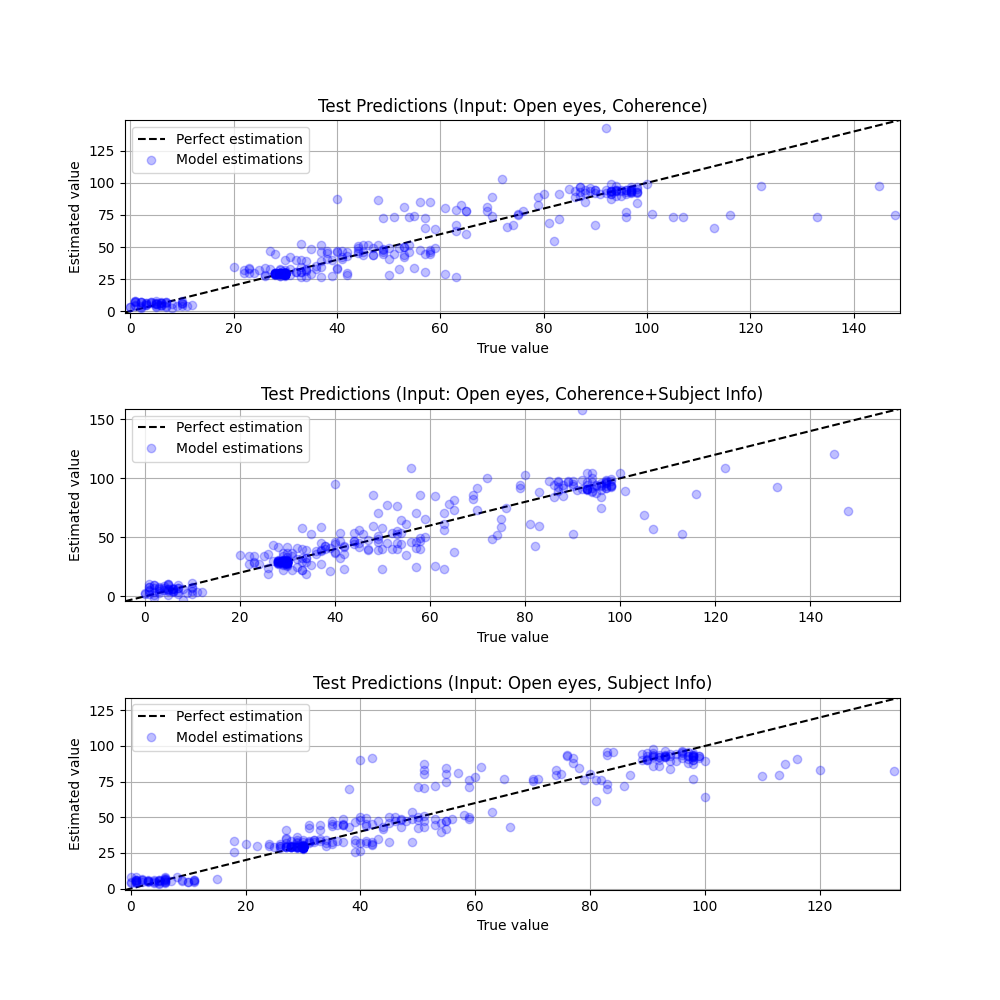 Test Predictions (Input: Open eyes, Coherence)
Perfect estimation
Model estimations
125
100
75
50
25
0
Estimated value
0 20 40 60 80 100 120 140
True value
Test Predictions (Input: Open eyes, Coherence+Subject Info)
Perfect estimation
Model estimations
150
100
50
0
Estimated value
0 20 40 60 80 100 120 140
True value
Test Predictions (Input: Open eyes, Subject Info)
Perfect estimation
Model estimations
125
100
75
50
25
0
Estimated value
0 20 40 60 80 100 120
True value